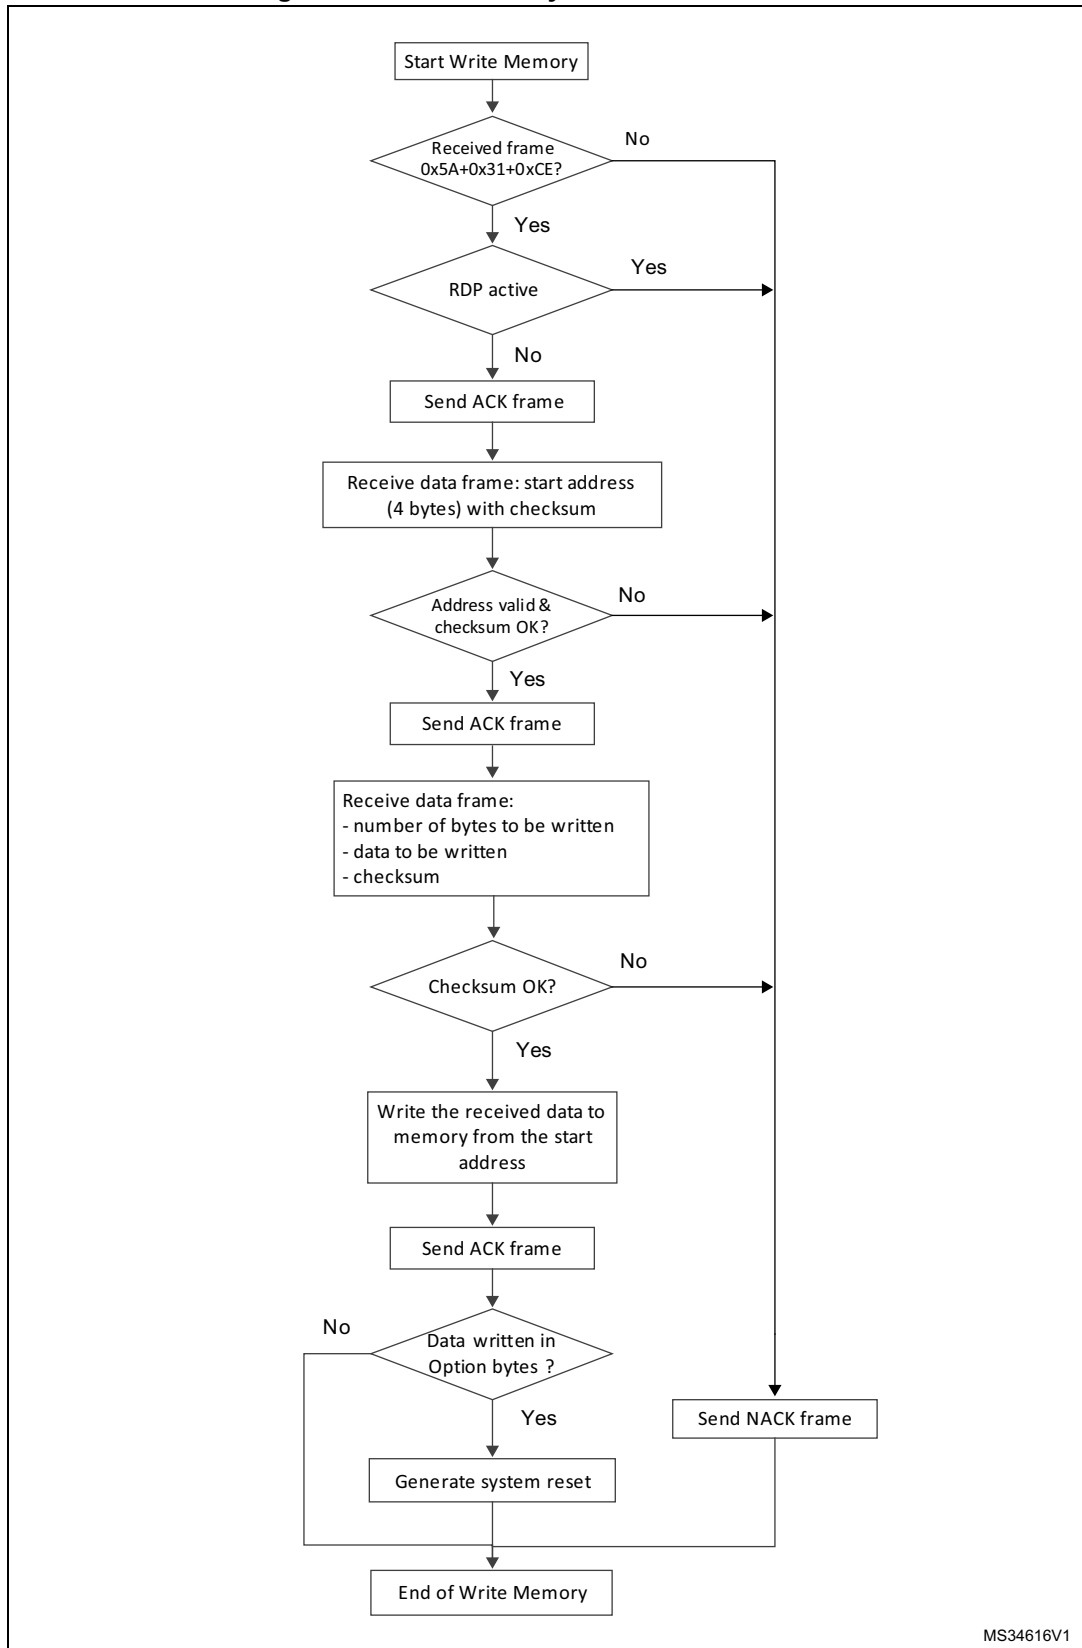 Start Write Memory
Received frame
0x5A+0x31+0xCE?
No
Yes
RDP active
Yes
No
Send ACK frame
Receive data frame: start address
(4 bytes) with checksum
Address valid &
checksum OK?
No
Yes
Send ACK frame
Receive data frame:
- number of bytes to be written
- data to be written
- checksum
Checksum OK?
No
Yes
Write the received data to
memory from the start
address
Send ACK frame
No
Data written in
Option bytes ?
Yes
Send NACK frame
Generate system reset
End of Write Memory
MS34616V1